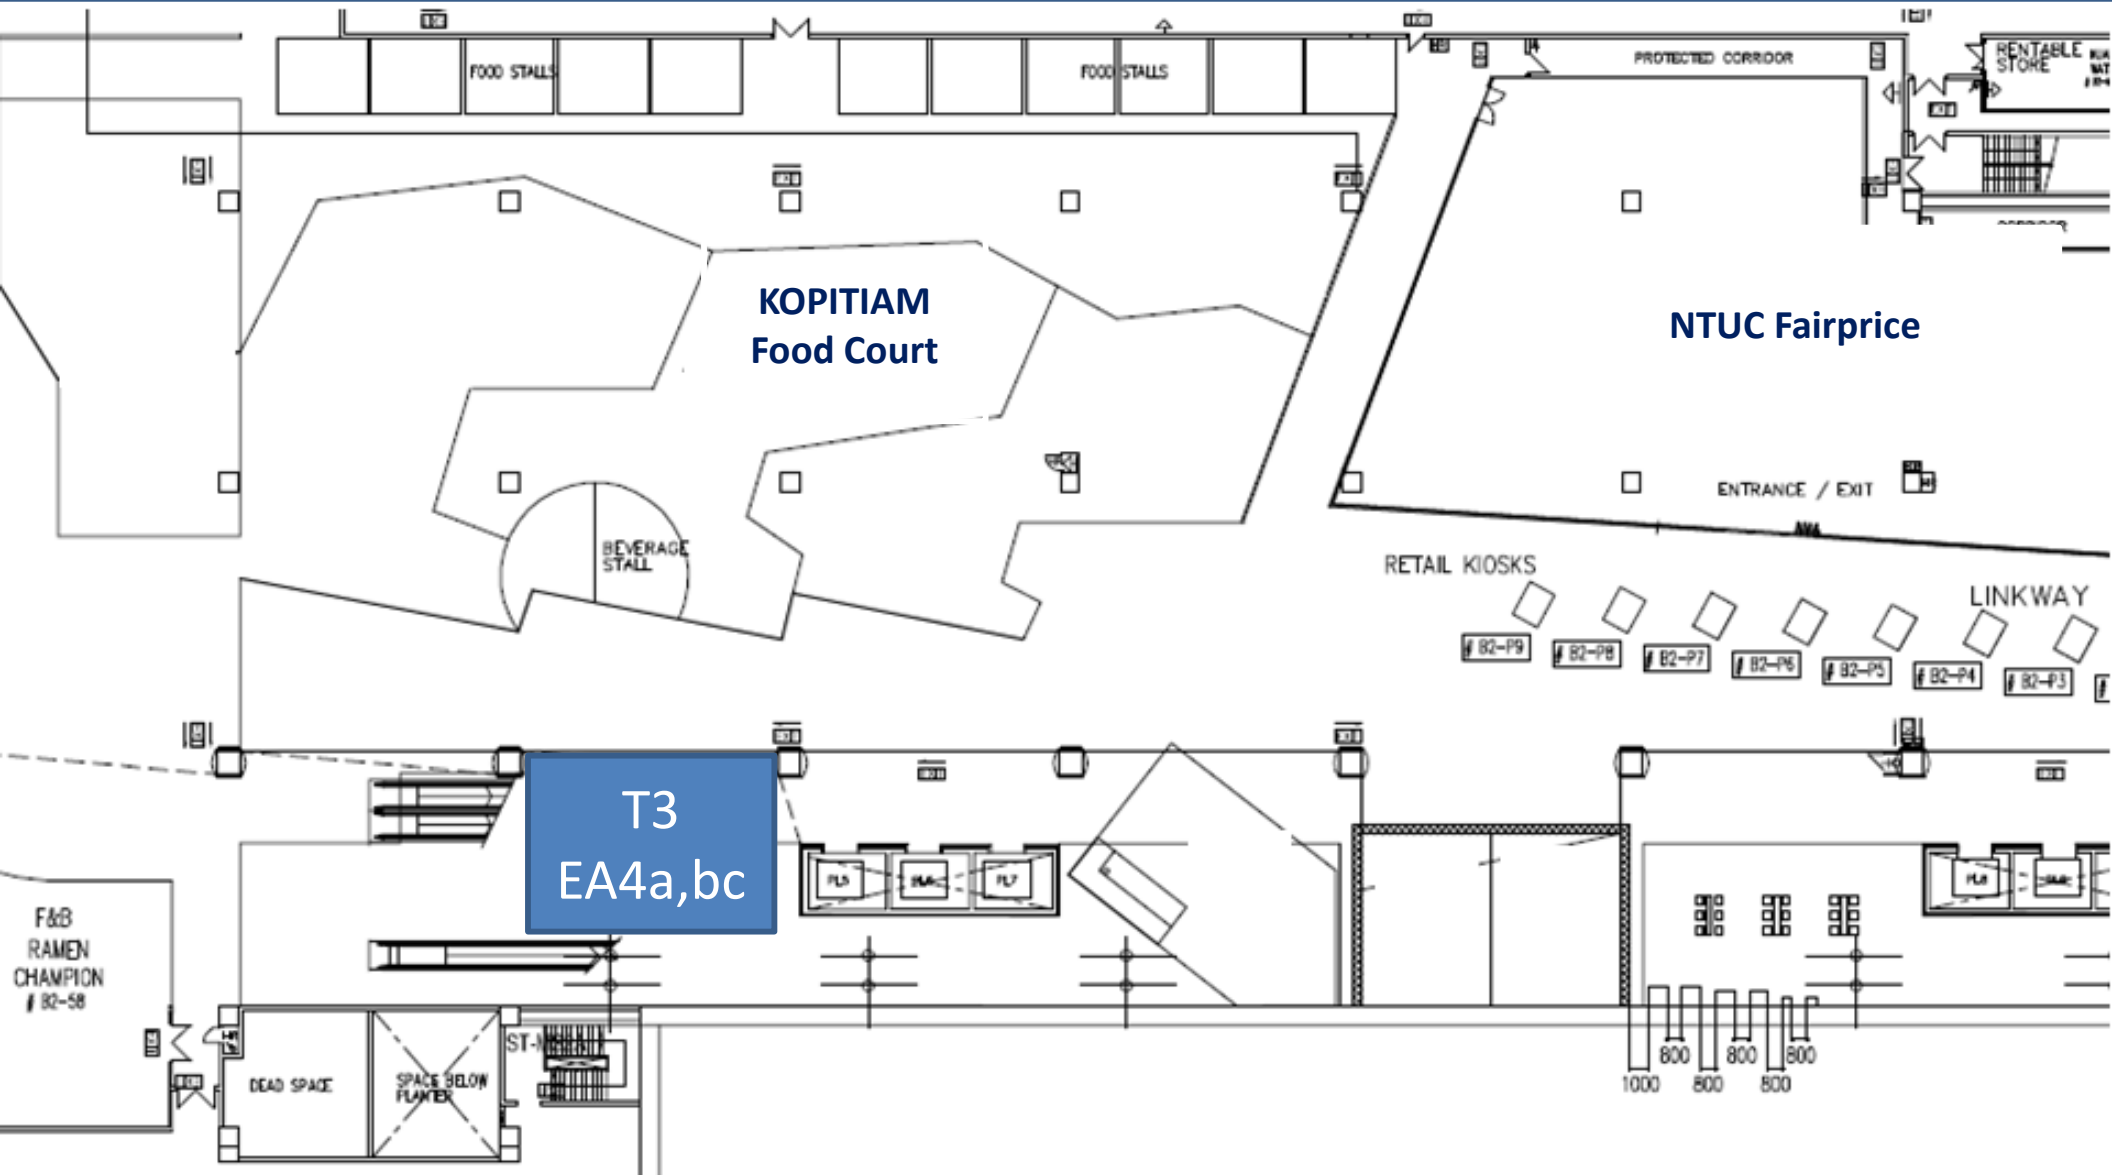 FOOD STALLS
FOOD STALLS
PROTECTED CORRIDOR
RENTABLE
STORE
KOPITIAM
Food Court
NTUC Fairprice
ENTRANCE / EXIT
BEVERAGE
STALL
RETAIL KIOSKS
LINKWAY
# B2-P9
# B2-P8
# B2-P7
# B2-P6
# B2-P5
# B2-P4
# B2-P3
T3
EA4a,bc
PL5
PL7
F&B
RAMEN
CHAMPION
# B2-58
DEAD SPACE
SPACE BELOW
PLANTER
1000
800
800
800
800
800